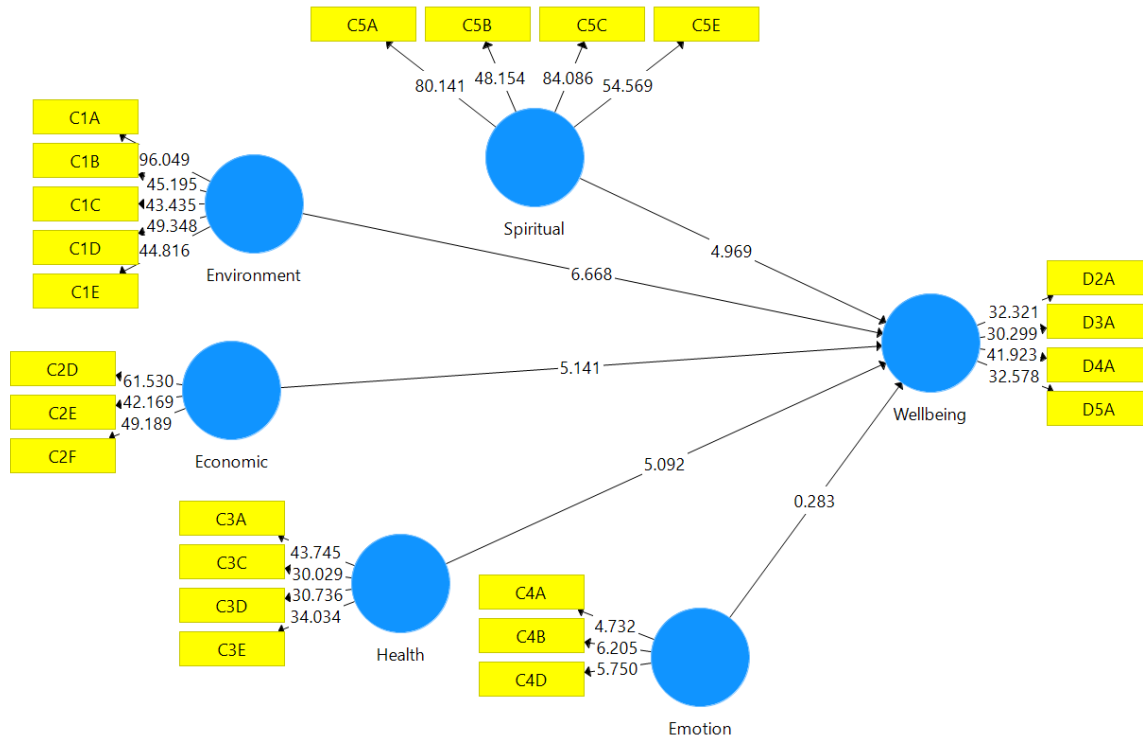 C5A
C5B
C5C
C5E
80.141
48.154
84.086
54.569
Spiritual
C1A
C1B
C1C
C1D
C1E
96.049
45.195
43.435
49.348
44.816
Environment
4.969
6.668
C2D
C2E
C2F
61.530
42.169
49.189
Economic
5.141
D2A
D3A
D4A
D5A
32.321
30.299
41.923
32.578
Wellbeing
C3A
C3C
C3D
C3E
43.745
30.029
30.736
34.034
Health
5.092
0.283
C4A
C4B
C4D
4.732
6.205
5.750
Emotion